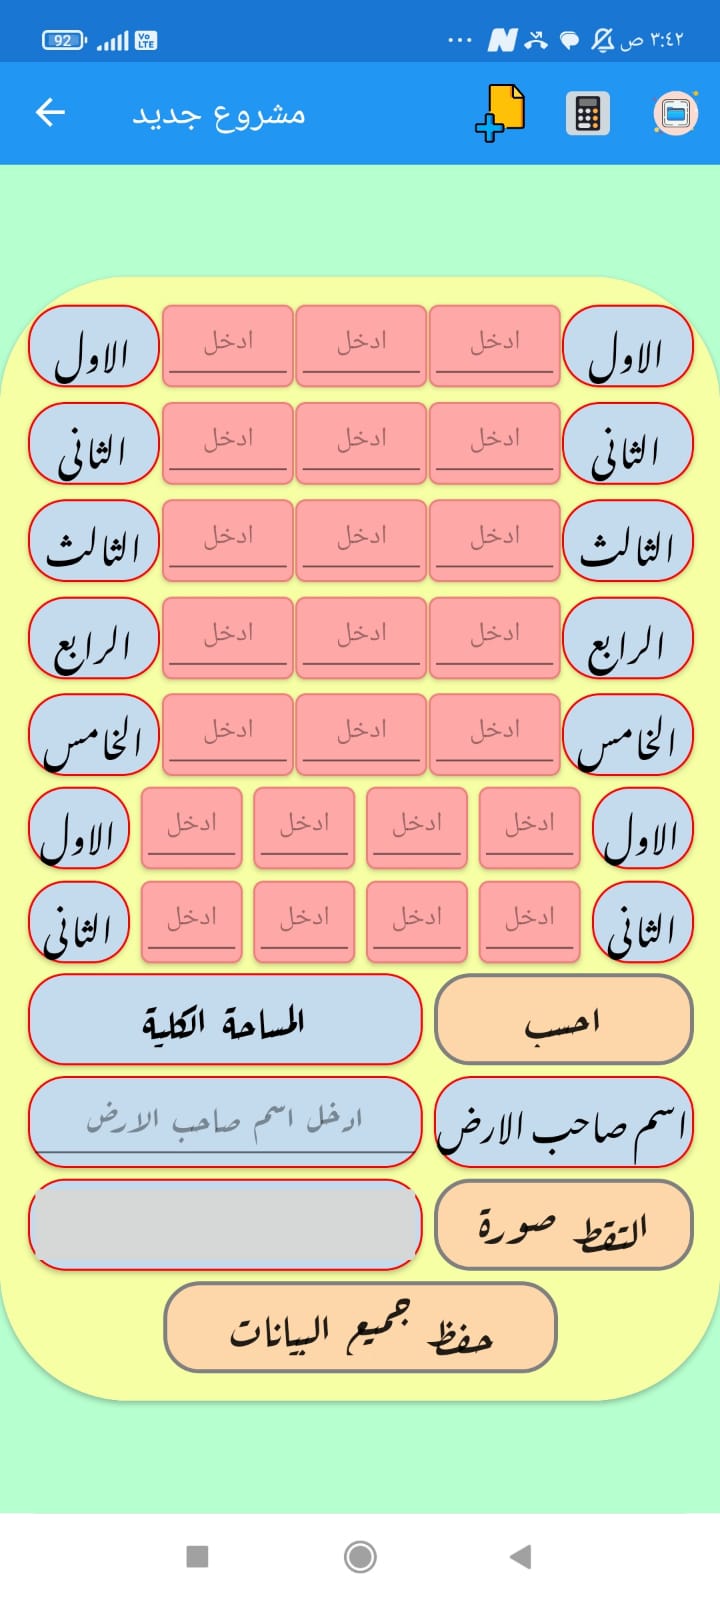 ٣:٤٢ ص ... Vo LTE 92
مشروع جديد
الاول ادخل ادخل ادخل الاول
الثانى ادخل ادخل ادخل الثانى
الثالث ادخل ادخل ادخل الثالث
الرابع ادخل ادخل ادخل الرابع
الخامس ادخل ادخل ادخل الخامس
الاول ادخل ادخل ادخل ادخل الاول
الثانى ادخل ادخل ادخل ادخل الثانى
احسب المساحة الكلية
اسم صاحب الارض ادخل اسم صاحب الارض
التقط صورة
حفظ جميع البيانات